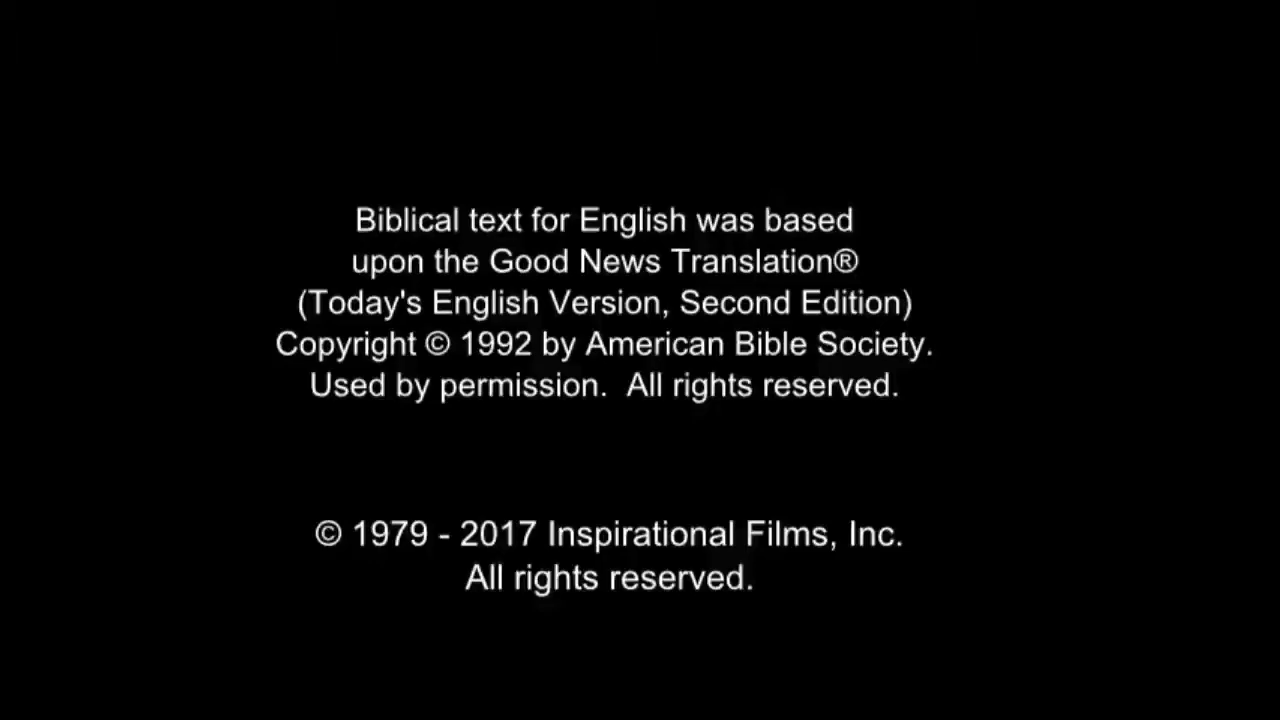 Biblical text for English was based
upon the Good News Translation®
(Today's English Version, Second Edition)
Copyright © 1992 by American Bible Society.
Used by permission.  All rights reserved.
© 1979 - 2017 Inspirational Films, Inc.
All rights reserved.